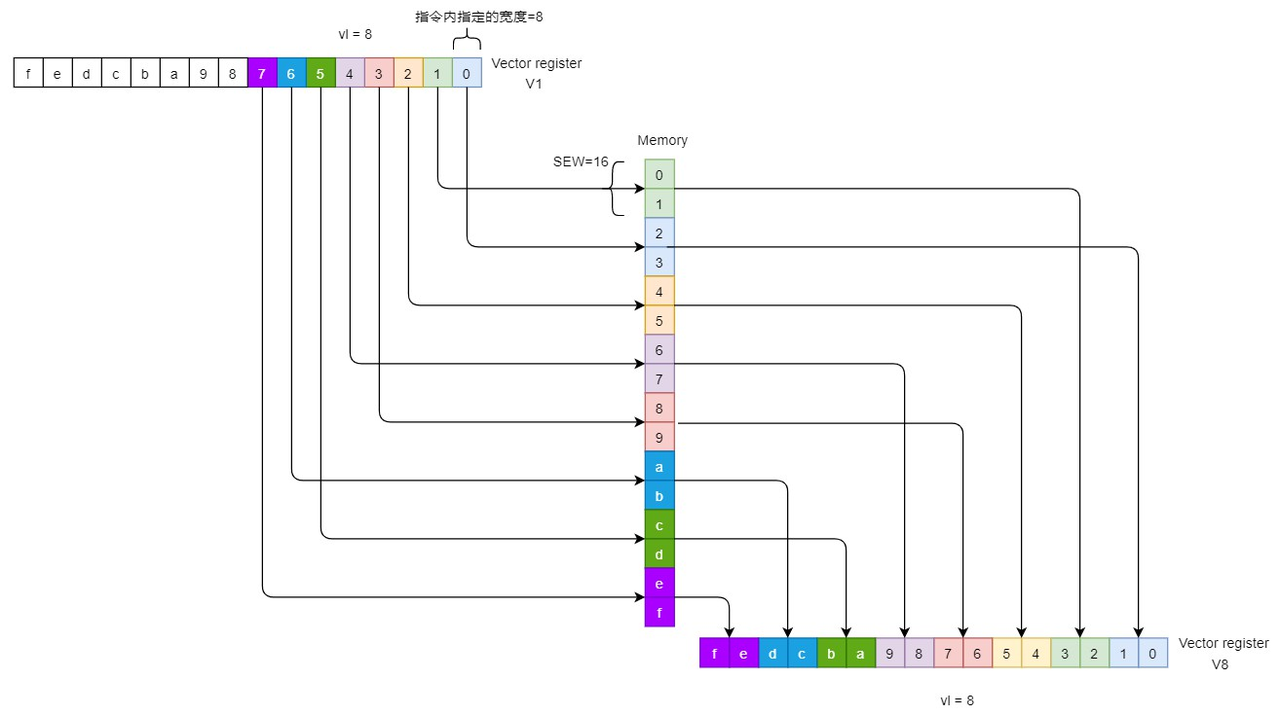 指令内指定的宽度=8
vl = 8
f e d c b a 9 8 7 6 5 4 3 2 1 0
Vector register
V1
Memory
SEW=16
0
1
2
3
4
5
6
7
8
9
a
b
c
d
e
f
f e d c b a 9 8 7 6 5 4 3 2 1 0
Vector register
V8
vl = 8